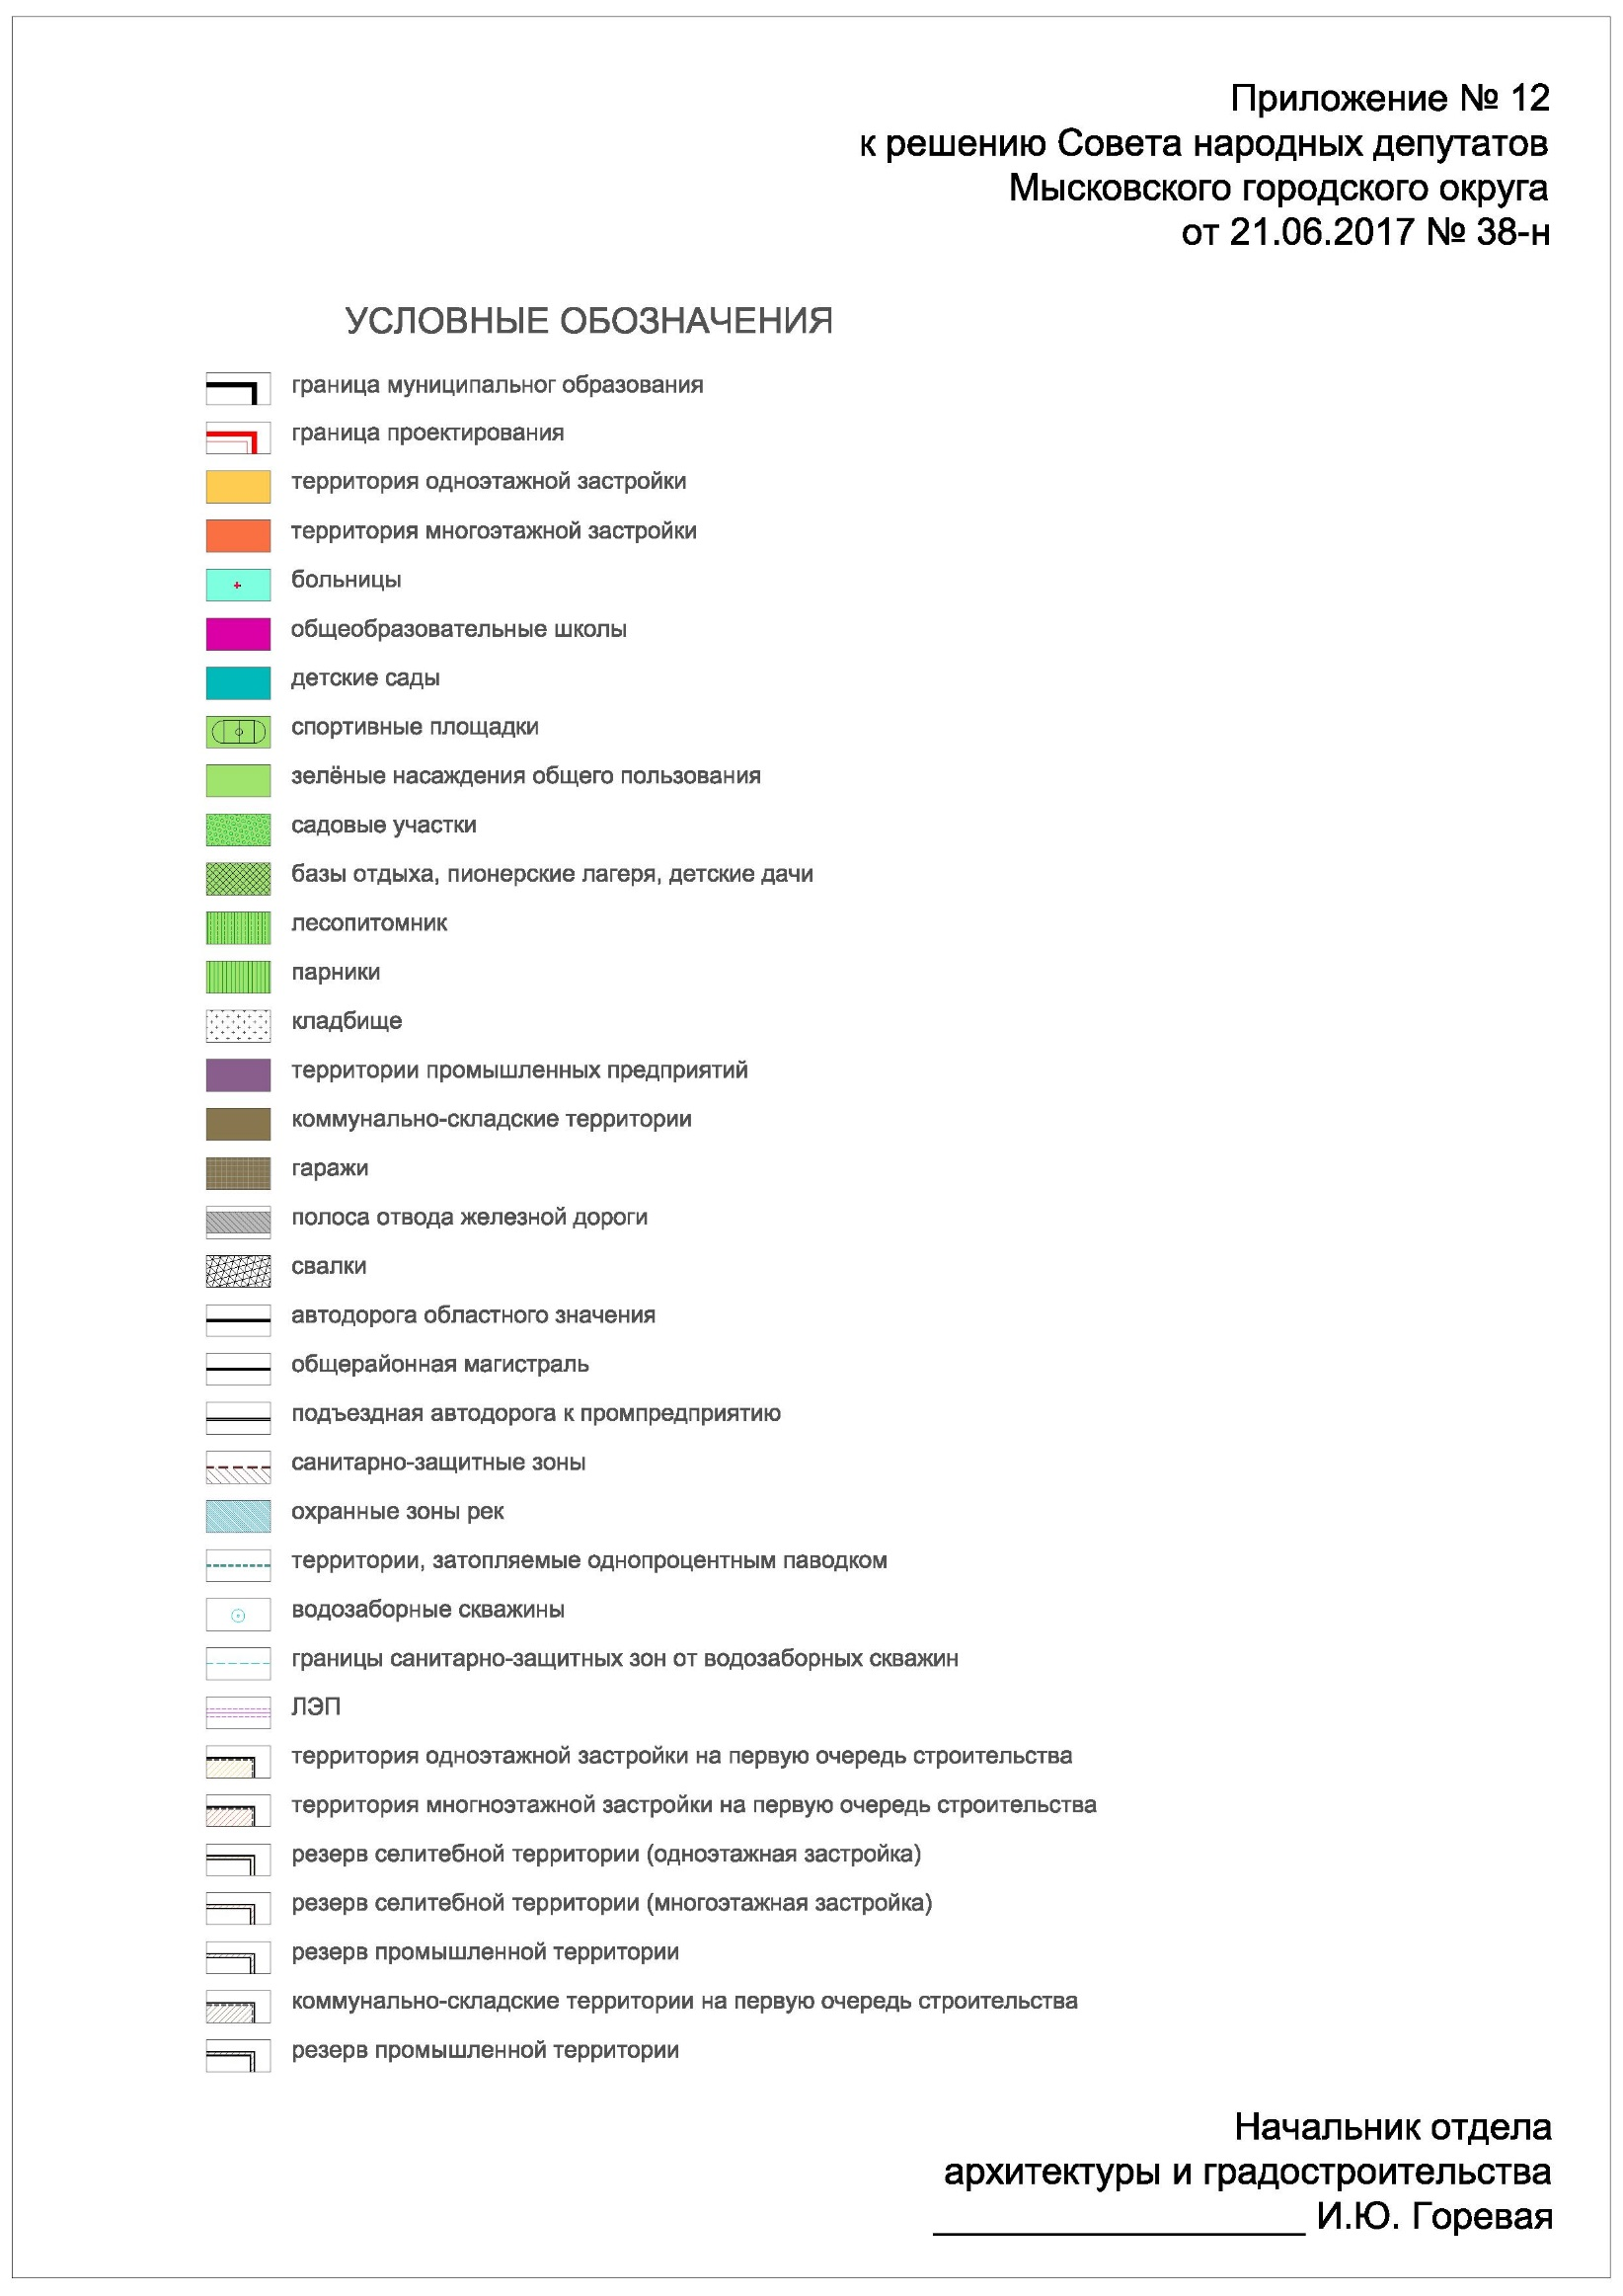 Приложение № 12
к решению Совета народных депутатов
Мысковского городского округа
от 21.06.2017 № 38-н
УСЛОВНЫЕ ОБОЗНАЧЕНИЯ
граница муниципальног образования
граница проектирования
территория одноэтажной застройки
территория многоэтажной застройки
больницы
общеобразовательные школы
детские сады
спортивные площадки
зелёные насаждения общего пользования
садовые участки
базы отдыха, пионерские лагеря, детские дачи
лесопитомник
парники
кладбище
территории промышленных предприятий
коммунально-складские территории
гаражи
полоса отвода железной дороги
свалки
автодорога областного значения
общерайонная магистраль
подъездная автодорога к промпредприятию
санитарно-защитные зоны
охранные зоны рек
территории, затопляемые однопроцентным паводком
водозаборные скважины
границы санитарно-защитных зон от водозаборных скважин
ЛЭП
территория одноэтажной застройки на первую очередь строительства
территория многноэтажной застройки на первую очередь строительства
резерв селитебной территории (одноэтажная застройка)
резерв селитебной территории (многоэтажная застройка)
резерв промышленной территории
коммунально-складские территории на первую очередь строительства
резерв промышленной территории
Начальник отдела
архитектуры и градостроительства
__________________ И.Ю. Горевая